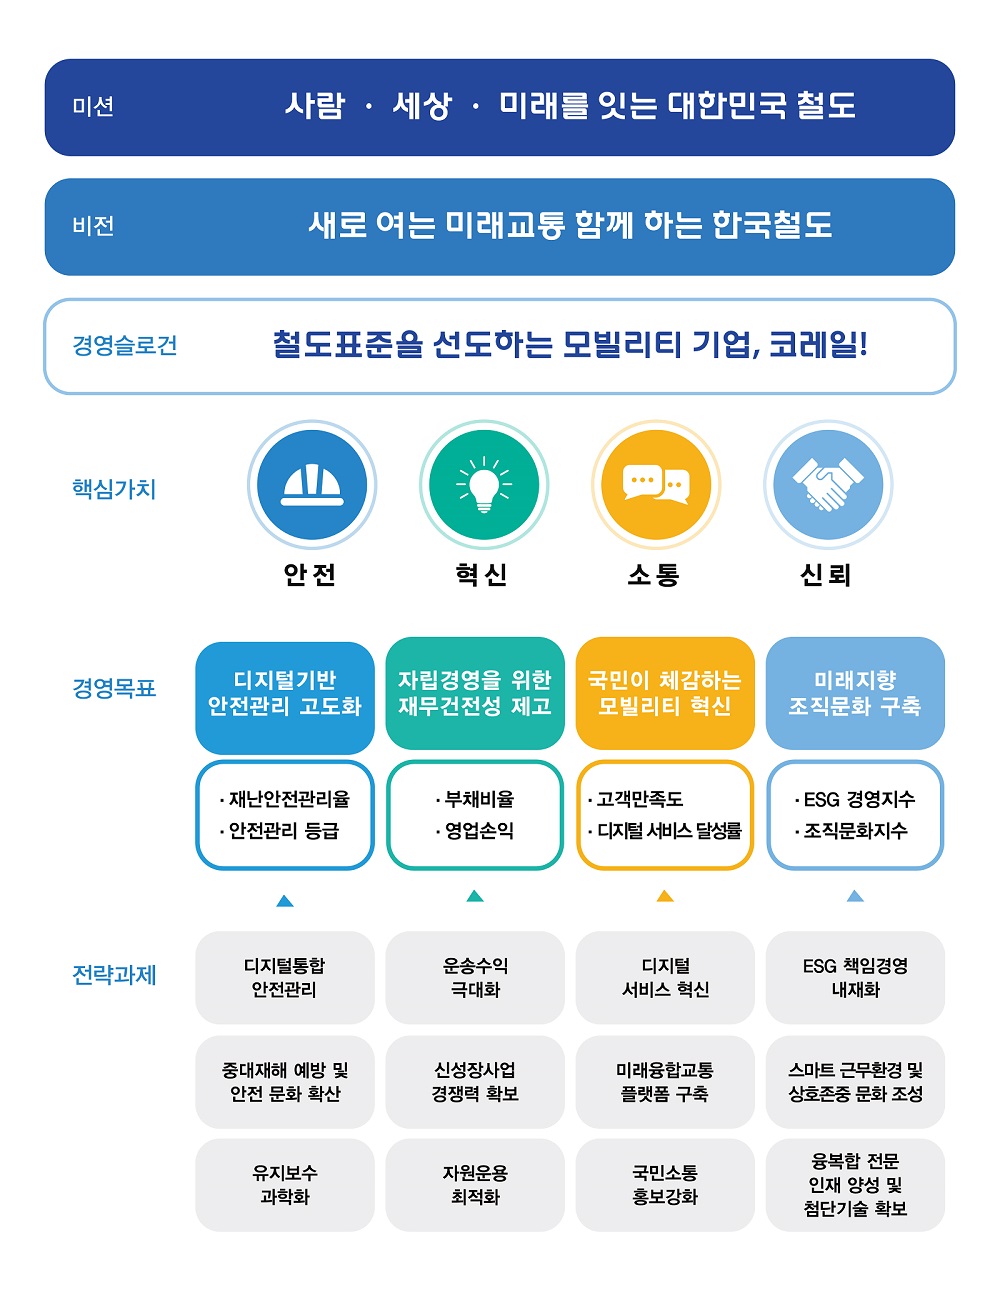 미션
사람 · 세상 · 미래를 잇는 대한민국 철도
비전
새로 여는 미래교통 함께 하는 한국철도
경영슬로건
철도표준을 선도하는 모빌리티 기업, 코레일!
핵심가치
안전
혁신
소통
신뢰
경영목표
디지털기반
안전관리 고도화
· 재난안전관리율
· 안전관리 등급
자립경영을 위한
재무건전성 제고
· 부채비율
· 영업손익
국민이 체감하는
모빌리티 혁신
· 고객만족도
· 디지털 서비스 달성률
미래지향
조직문화 구축
· ESG 경영지수
· 조직문화지수
전략과제
디지털통합
안전관리
운송수익
극대화
디지털
서비스 혁신
ESG 책임경영
내재화
중대재해 예방 및
안전 문화 확산
신성장사업
경쟁력 확보
미래융합교통
플랫폼 구축
스마트 근무환경 및
상호존중 문화 조성
유지보수
과학화
자원운용
최적화
국민소통
홍보강화
융복합 전문
인재 양성 및
첨단기술 확보